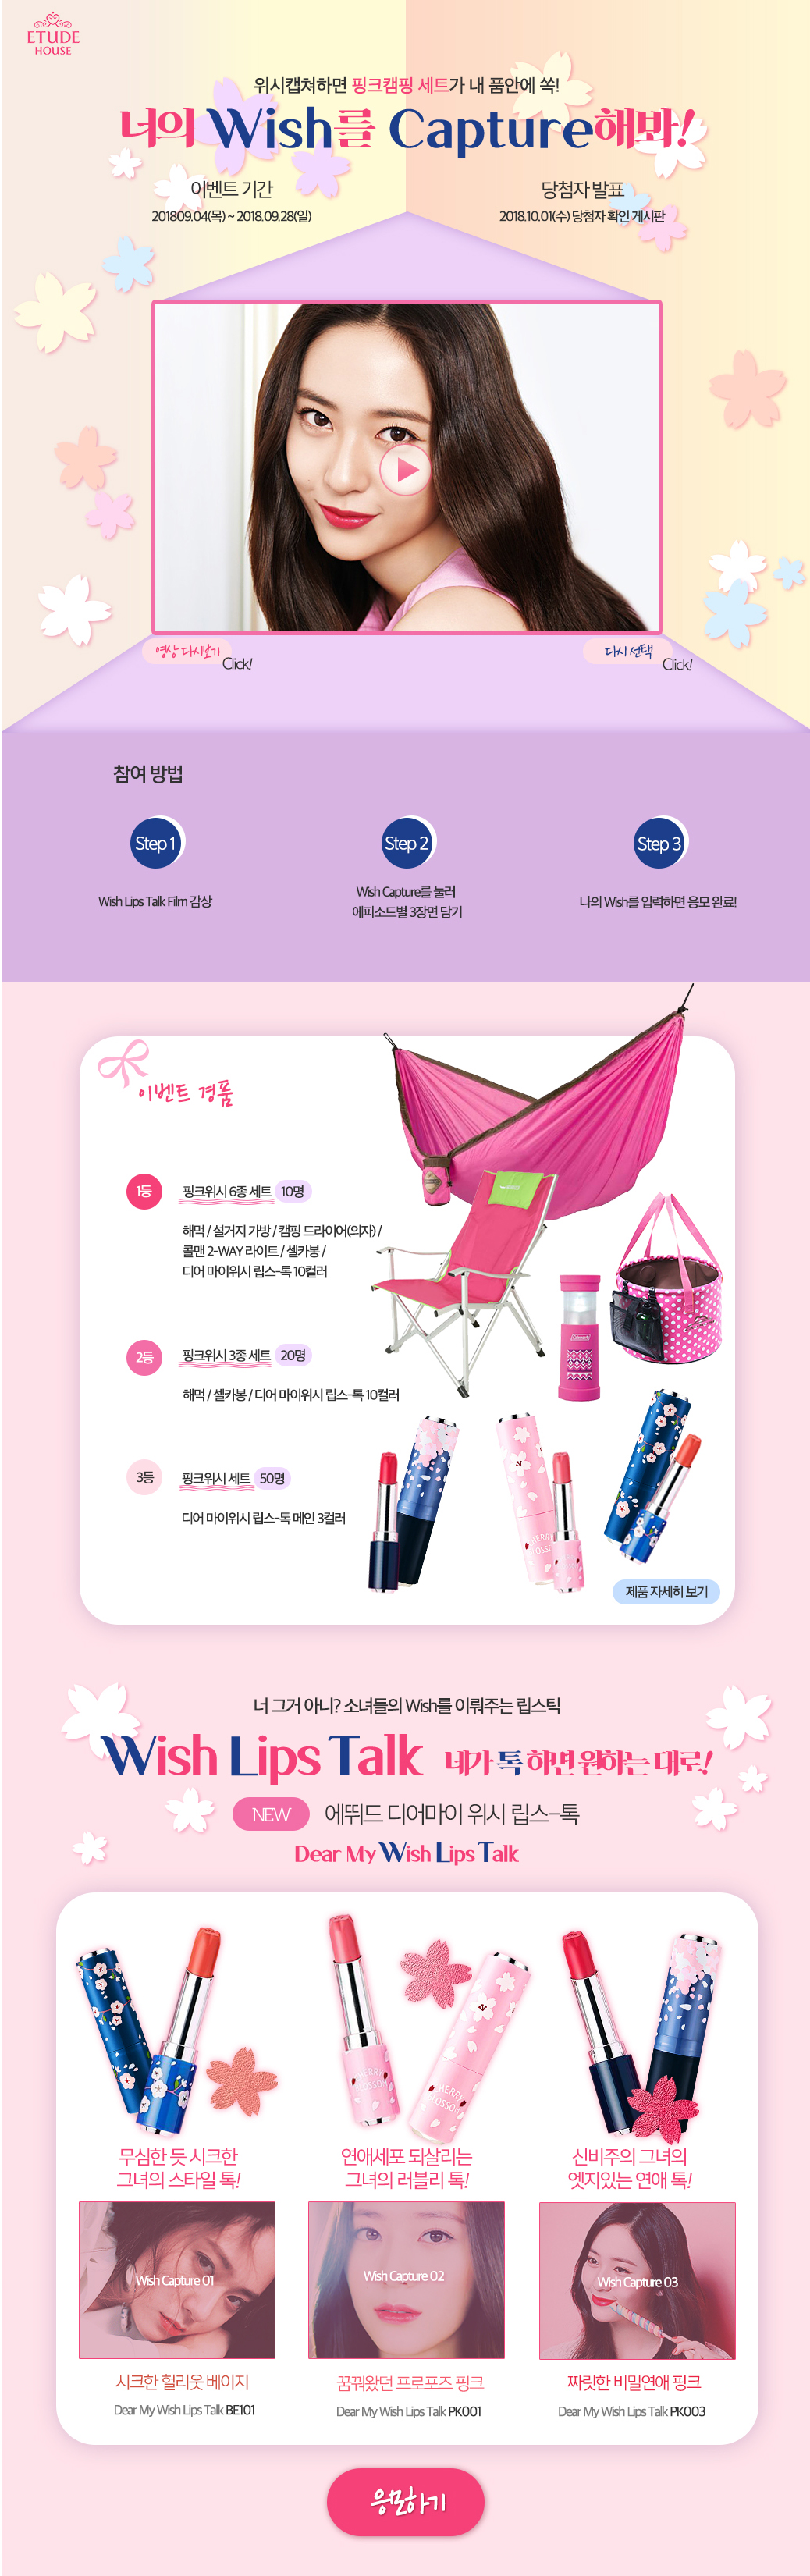 ETUDE
HOUSE
위시캡쳐하면 핑크캠핑 세트가 내 품안에 쏙!
너의 Wish를 Capture해봐!
이벤트 기간
201809.04(목) ~ 2018.09.28(일)
당첨자 발표
2018.10.01(수) 당첨자 확인 게시판
영상 다시보기
Click!
다시 선택
Click!
참여 방법
Step 1
Step 2
Step 3
Wish Lips Talk Film 감상
Wish Capture를 눌러
에피소드별 3장면 담기
나의 Wish를 입력하면 응모 완료!
이벤트 경품
1등
핑크위시 6종 세트 10명
해먹 / 설거지 가방 / 캠핑 드라이어(의자) /
콜맨 2-WAY 라이트 / 셀카봉 /
디어 마이위시 립스-톡 10컬러
2등
핑크위시 3종 세트 20명
해먹 / 셀카봉 / 디어 마이위시 립스-톡 10컬러
3등
핑크위시 세트 50명
디어 마이위시 립스-톡 메인 3컬러
제품 자세히 보기
너 그거 아니? 소녀들의 Wish를 이뤄주는 립스틱
Wish Lips Talk 네가 톡 하면 원하는 대로!
NEW 에뛰드 디어마이 위시 립스-톡
Dear My Wish Lips Talk
CHERRY
BLOSSOM
무심한 듯 시크한
그녀의 스타일 톡!
연애세포 되살리는
그녀의 러블리 톡!
신비주의 그녀의
엣지있는 연애 톡!
Wish Capture 01
Wish Capture 02
Wish Capture 03
시크한 헐리웃 베이지
Dear My Wish Lips Talk BE101
꿈꿔왔던 프로포즈 핑크
Dear My Wish Lips Talk PK001
짜릿한 비밀연애 핑크
Dear My Wish Lips Talk PK003
응모하기